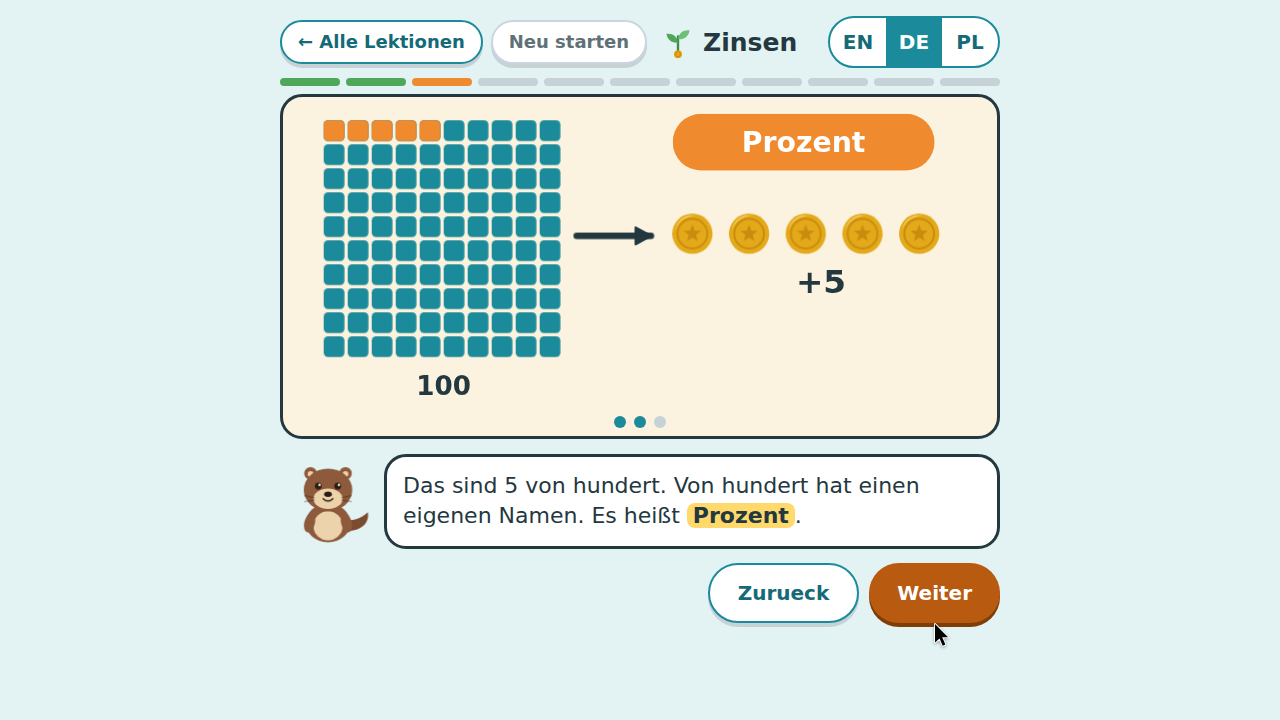 ← Alle Lektionen
Neu starten
Zinsen
EN
DE
PL
Prozent
+5
100
Das sind 5 von hundert. Von hundert hat einen
eigenen Namen. Es heißt Prozent.
Zurueck
Weiter